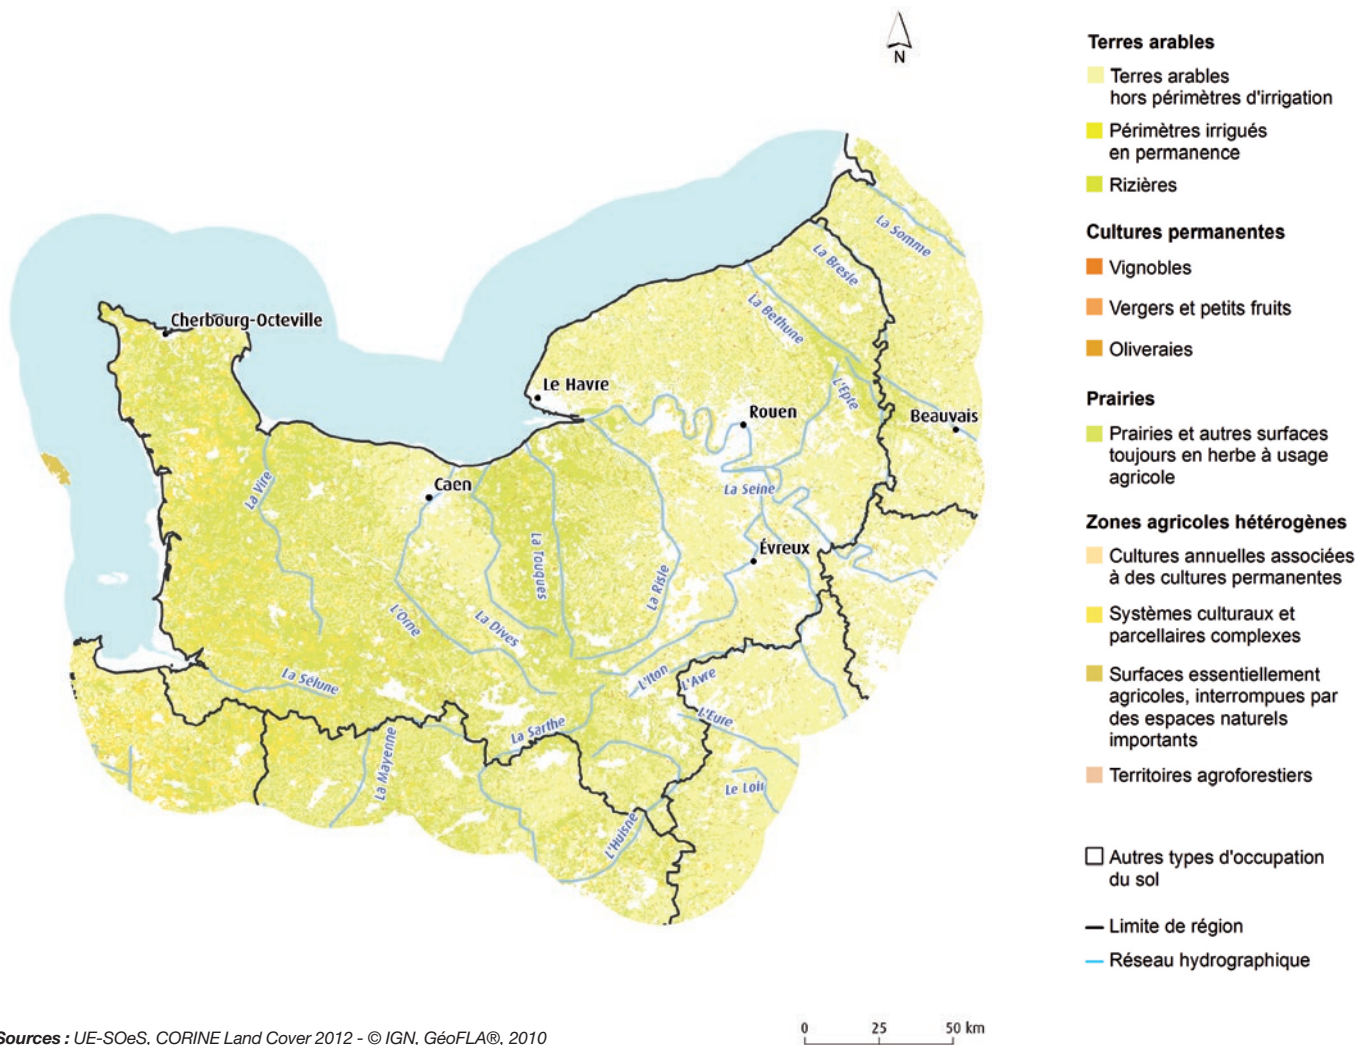 N
Cherbourg-Octeville
Le Havre
Rouen
Beauvais
Caen
Évreux
La Somme
La Bresle
La Bethune
L'Epte
La Seine
La Vire
La Touques
La Risle
L'Orne
La Dives
L'Iton
L'Avre
La Sélune
La Sarthe
L'Eure
La Mayenne
Le Loir
L'Huisne
Terres arables
Terres arables
hors périmètres d'irrigation
Périmètres irrigués
en permanence
Rizières
Cultures permanentes
Vignobles
Vergers et petits fruits
Oliveraies
Prairies
Prairies et autres surfaces
toujours en herbe à usage
agricole
Zones agricoles hétérogènes
Cultures annuelles associées
à des cultures permanentes
Systèmes culturaux et
parcellaires complexes
Surfaces essentiellement
agricoles, interrompues par
des espaces naturels
importants
Territoires agroforestiers
Autres types d'occupation
du sol
Limite de région
Réseau hydrographique
0 25 50 km
Sources : UE-SOeS, CORINE Land Cover 2012 - © IGN, GéoFLA®, 2010